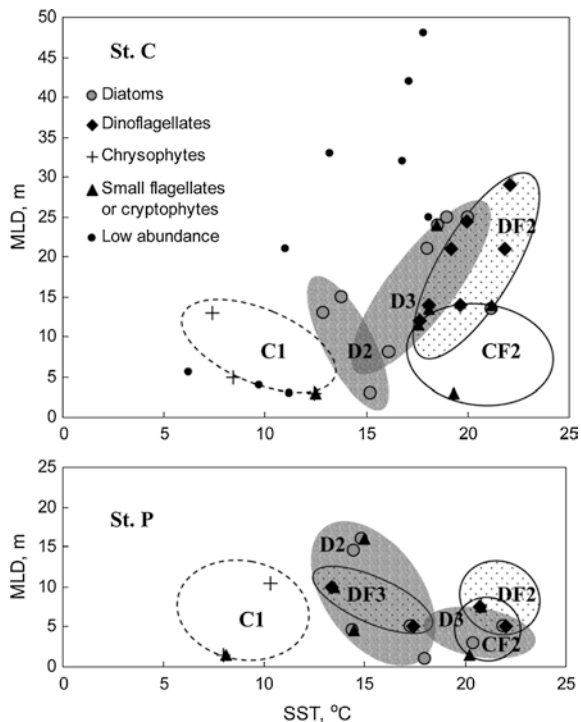 St. C
Diatoms
Dinoflagellates
Chrysophytes
Small flagellates
or cryptophytes
Low abundance
MLD, m
50
45
40
35
30
25
20
15
10
5
0
DF2
D3
D2
C1
CF2
0 5 10 15 20 25
St. P
MLD, m
25
20
15
10
5
0
D2
DF3
DF2
C1
D3
CF2
0 5 10 15 20 25
SST, °C